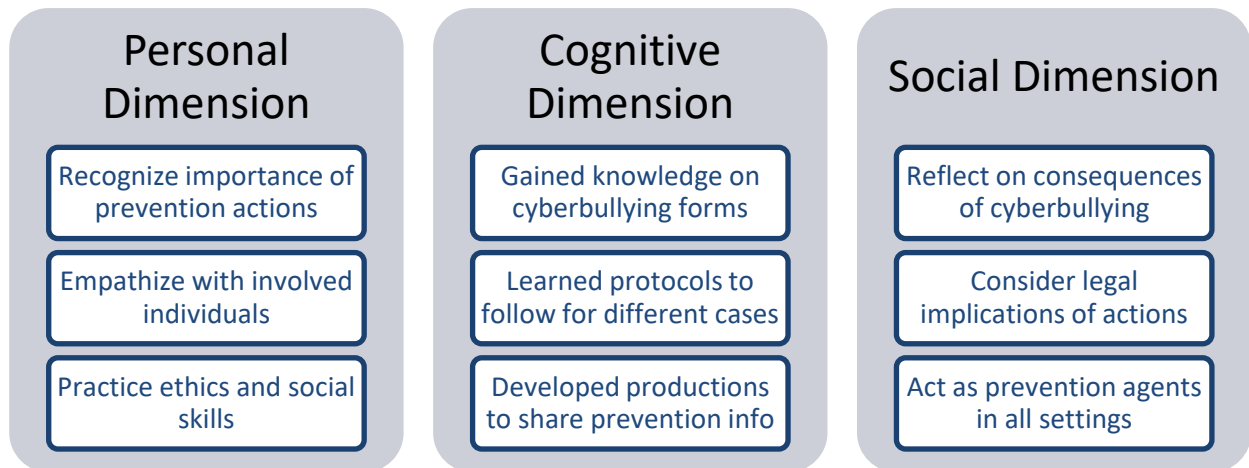 Personal
Dimension
Recognize importance of
prevention actions
Empathize with involved
individuals
Practice ethics and social
skills
Cognitive
Dimension
Gained knowledge on
cyberbullying forms
Learned protocols to
follow for different cases
Developed productions
to share prevention info
Social Dimension
Reflect on consequences
of cyberbullying
Consider legal
implications of actions
Act as prevention agents
in all settings